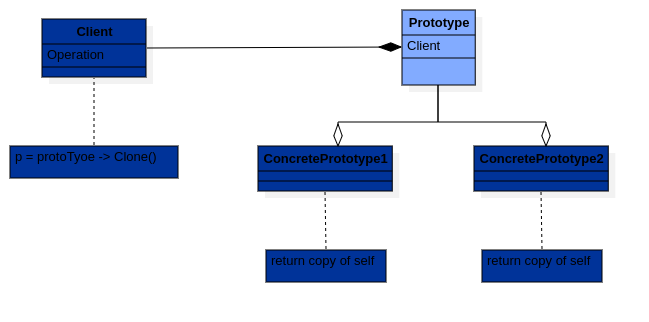 Client
Operation
Prototype
Client
p = protoTyoe -> Clone()
ConcretePrototype1
ConcretePrototype2
return copy of self
return copy of self